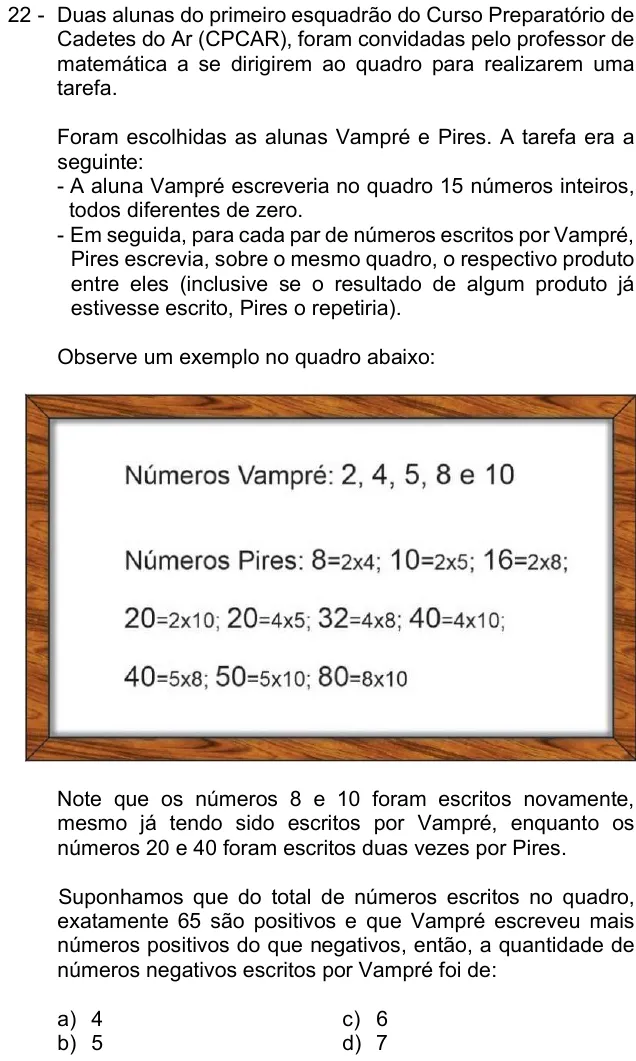 22 - Duas alunas do primeiro esquadrão do Curso Preparatório de
Cadetes do Ar (CPCAR), foram convidadas pelo professor de
matemática a se dirigirem ao quadro para realizarem uma
tarefa.
Foram escolhidas as alunas Vampré e Pires. A tarefa era a
seguinte:
- A aluna Vampré escreveria no quadro 15 números inteiros,
todos diferentes de zero.
- Em seguida, para cada par de números escritos por Vampré,
Pires escrevia, sobre o mesmo quadro, o respectivo produto
entre eles (inclusive se o resultado de algum produto já
estivesse escrito, Pires o repetiria).
Observe um exemplo no quadro abaixo:
Números Vampré: 2, 4, 5, 8 e 10
Números Pires: 8=2x4; 10=2x5; 16=2x8;
20=2x10; 20=4x5; 32=4x8; 40=4x10;
40=5x8; 50=5x10; 80=8x10
Note que os números 8 e 10 foram escritos novamente,
mesmo já tendo sido escritos por Vampré, enquanto os
números 20 e 40 foram escritos duas vezes por Pires.
Suponhamos que do total de números escritos no quadro,
exatamente 65 são positivos e que Vampré escreveu mais
números positivos do que negativos, então, a quantidade de
números negativos escritos por Vampré foi de:
a) 4 c) 6
b) 5 d) 7